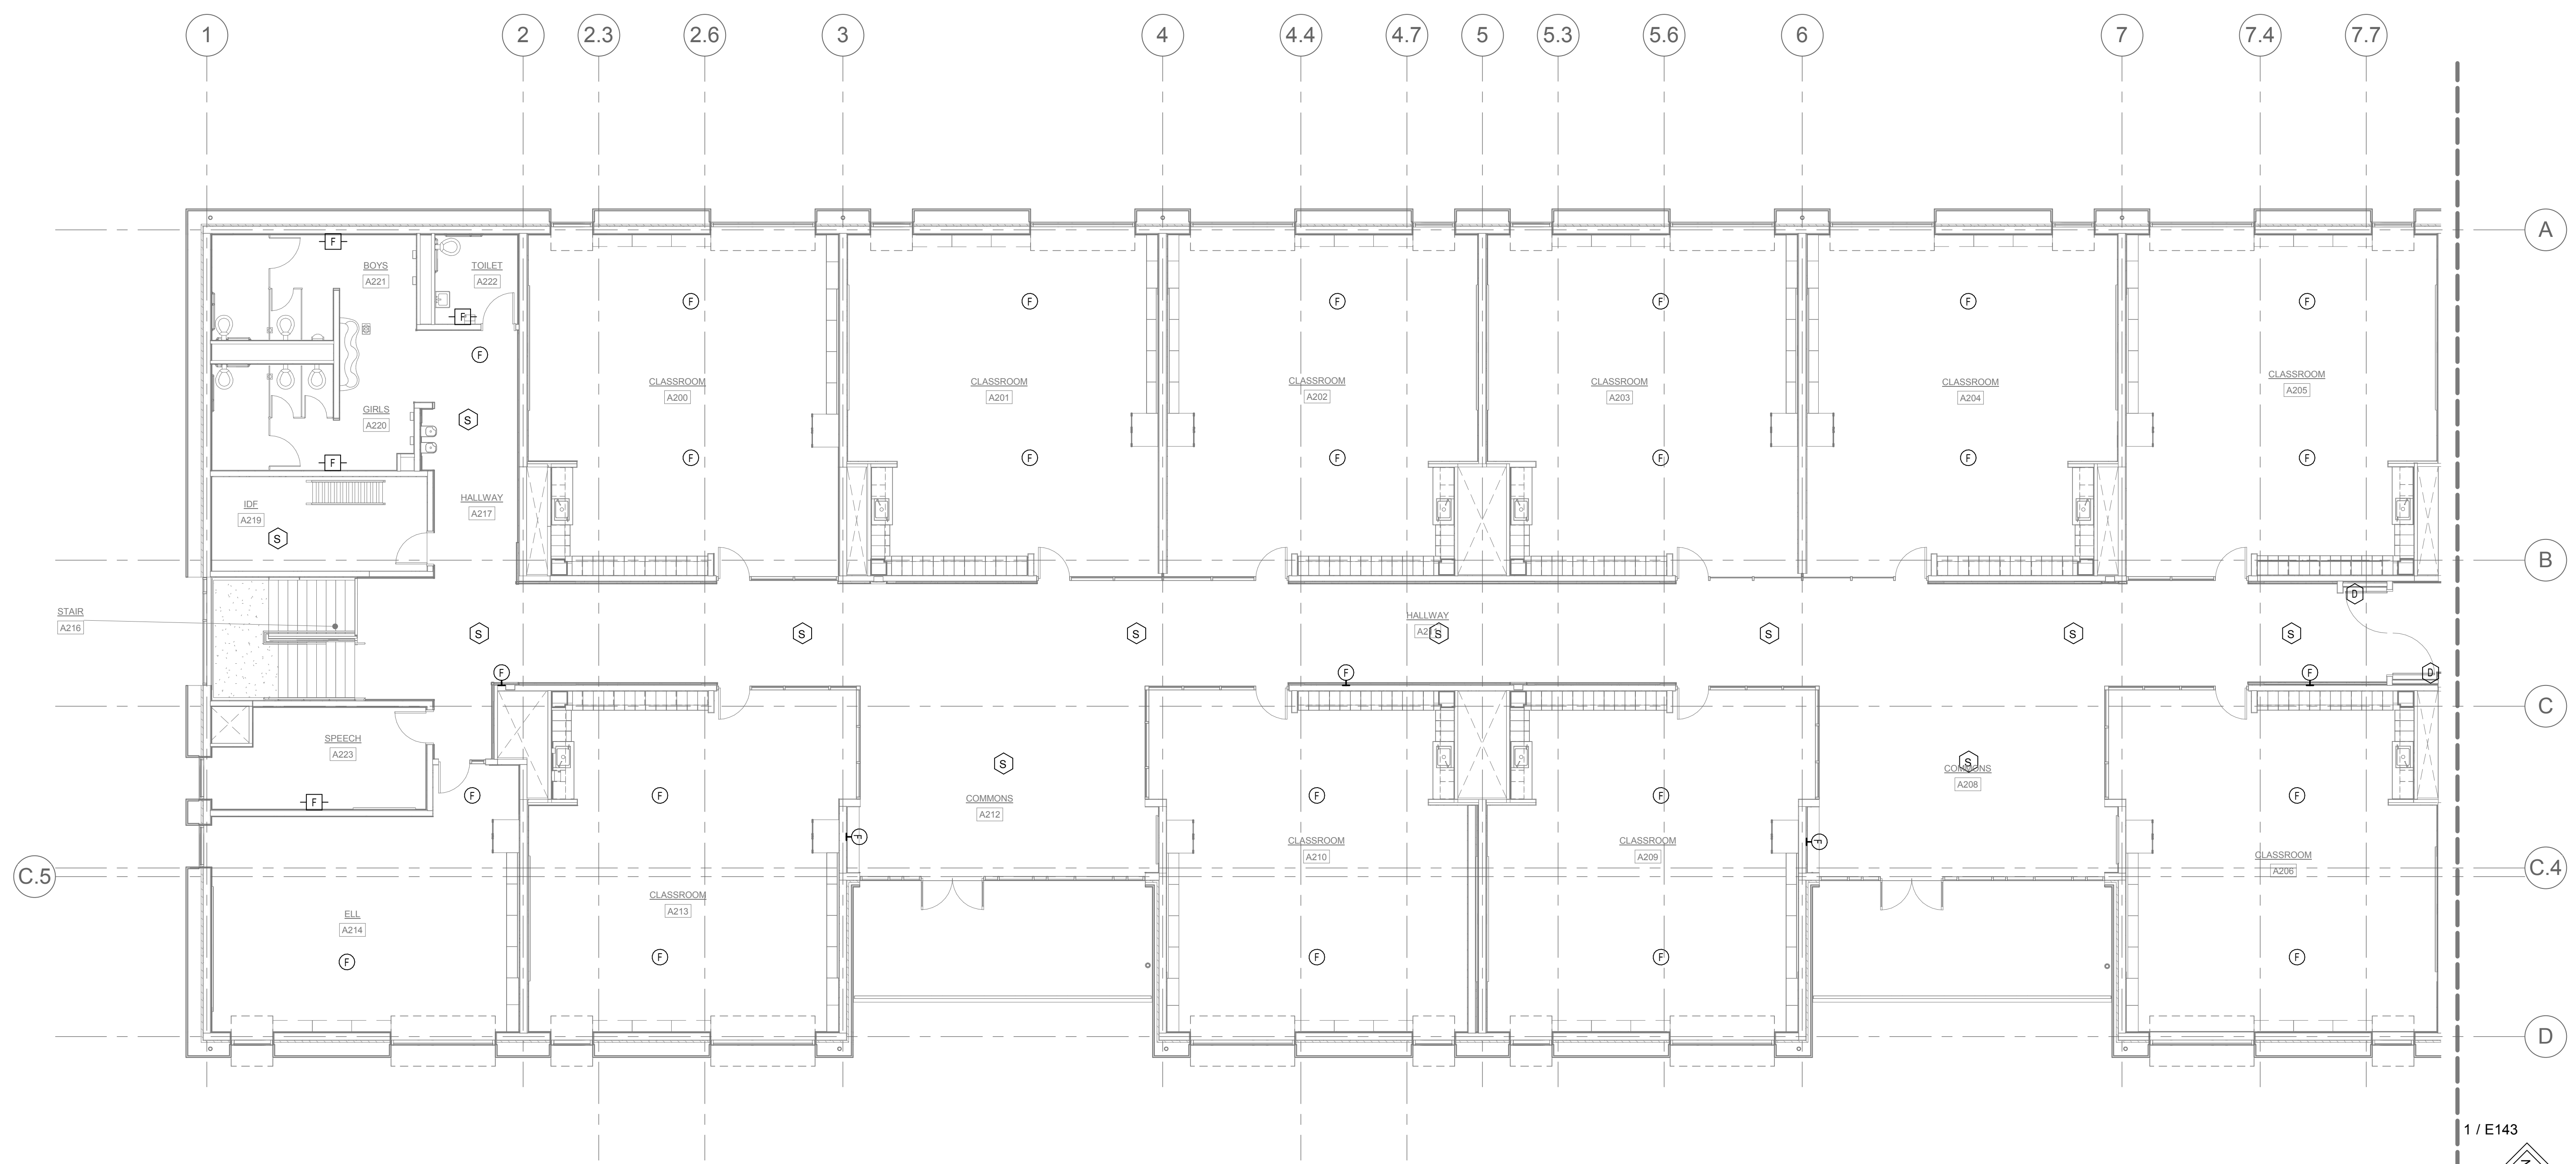 1 2 2.3 2.6 3 4 4.4 4.7 5 5.3 5.6 6 7 7.4 7.7
A
F
BOYS
A221
TOILET
A222
F
F
F F F F F F
CLASSROOM
A200
CLASSROOM
A201
CLASSROOM
A202
CLASSROOM
A203
CLASSROOM
A204
CLASSROOM
A205
GIRLS
A220
S
F
F F F F F F
HALLWAY
A217
IDF
A219
S
B
D
STAIR
A216
HALLWAY
S S S S S S S
F F F D
C
SPEECH
A223
F
S
COMMONS
A212
S
COMMONS
A208
F F F F F
F F
CLASSROOM
A210
CLASSROOM
A209
CLASSROOM
A206
C.5 C.4
CLASSROOM
A213
ELL
A214
F F F F F
D
1 / E143